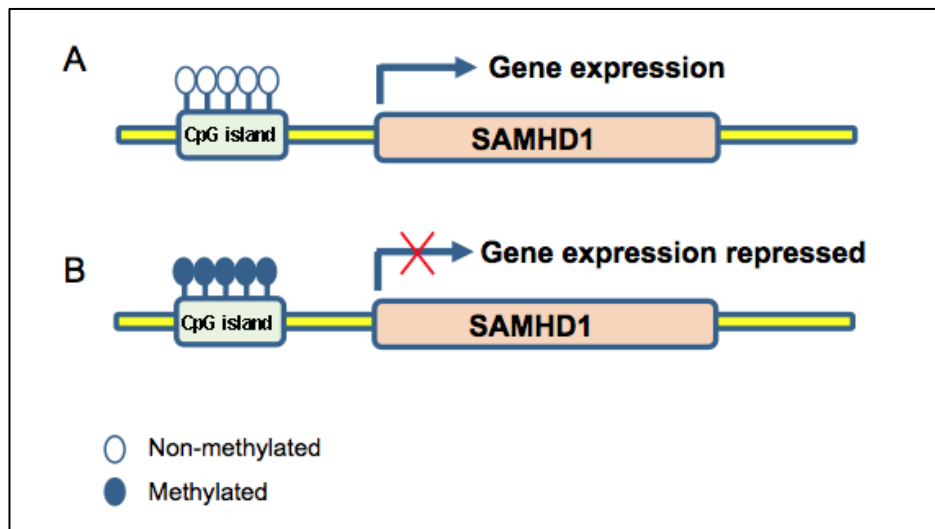 A
Gene expression
CpG island
SAMHD1
B
Gene expression repressed
CpG island
SAMHD1
Non-methylated
Methylated